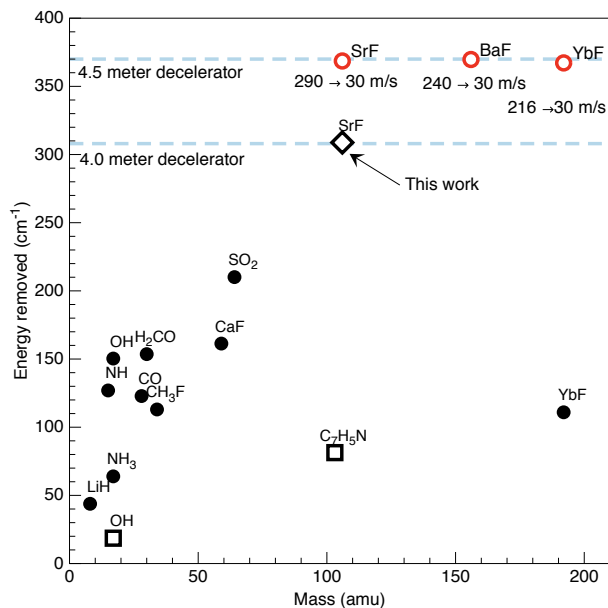 400
350
300
250
200
150
100
50
0
Energy removed (cm⁻¹)
SrF
BaF
YbF
4.5 meter decelerator
290 → 30 m/s
240 → 30 m/s
216 →30 m/s
SrF
4.0 meter decelerator
This work
SO₂
CaF
OH
H₂CO
NH
CO
CH₃F
YbF
C₇H₅N
NH₃
LiH
OH
0
50
100
150
200
Mass (amu)